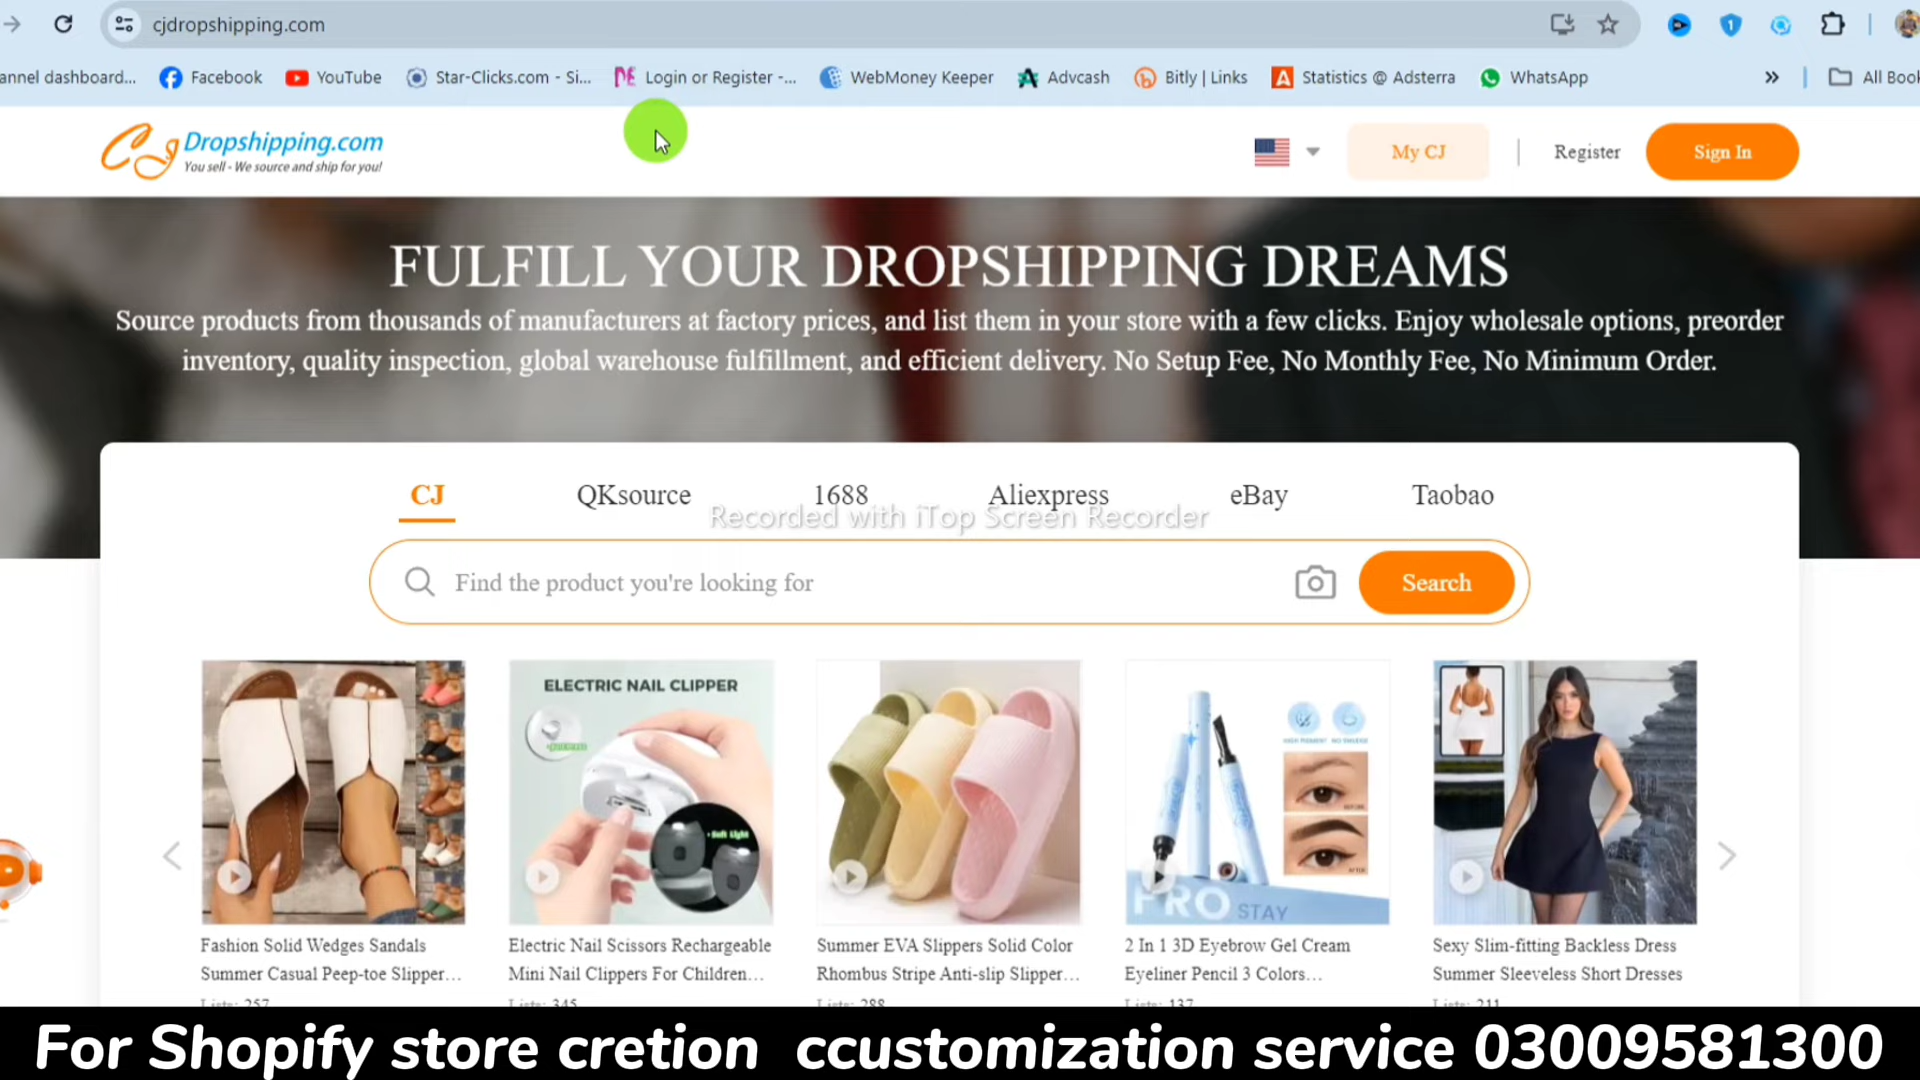 cjdropshipping.com
annel dashboard...
Facebook
YouTube
Star-Clicks.com - Si...
Login or Register -...
WebMoney Keeper
Advcash
Bitly | Links
Statistics @ Adsterra
WhatsApp
»
All Book
CJ Dropshipping.com
You sell - We source and ship for you!
My CJ
Register
Sign In
FULFILL YOUR DROPSHIPPING DREAMS
Source products from thousands of manufacturers at factory prices, and list them in your store with a few clicks. Enjoy wholesale options, preorder
inventory, quality inspection, global warehouse fulfillment, and efficient delivery. No Setup Fee, No Monthly Fee, No Minimum Order.
CJ
QKsource
1688
Aliexpress
eBay
Taobao
Recorded with iTop Screen Recorder
Find the product you're looking for
Search
ELECTRIC NAIL CLIPPER
Soft Light
HIGH PIGMENT
NO SMUDGE
BEFORE
AFTER
PRO STAY
Fashion Solid Wedges Sandals
Summer Casual Peep-toe Slipper...
Lists: 257
Electric Nail Scissors Rechargeable
Mini Nail Clippers For Children...
Lists: 345
Summer EVA Slippers Solid Color
Rhombus Stripe Anti-slip Slipper...
Lists: 288
2 In 1 3D Eyebrow Gel Cream
Eyeliner Pencil 3 Colors...
Lists: 137
Sexy Slim-fitting Backless Dress
Summer Sleeveless Short Dresses
Lists: 211
For Shopify store cretion ccustomization service 03009581300